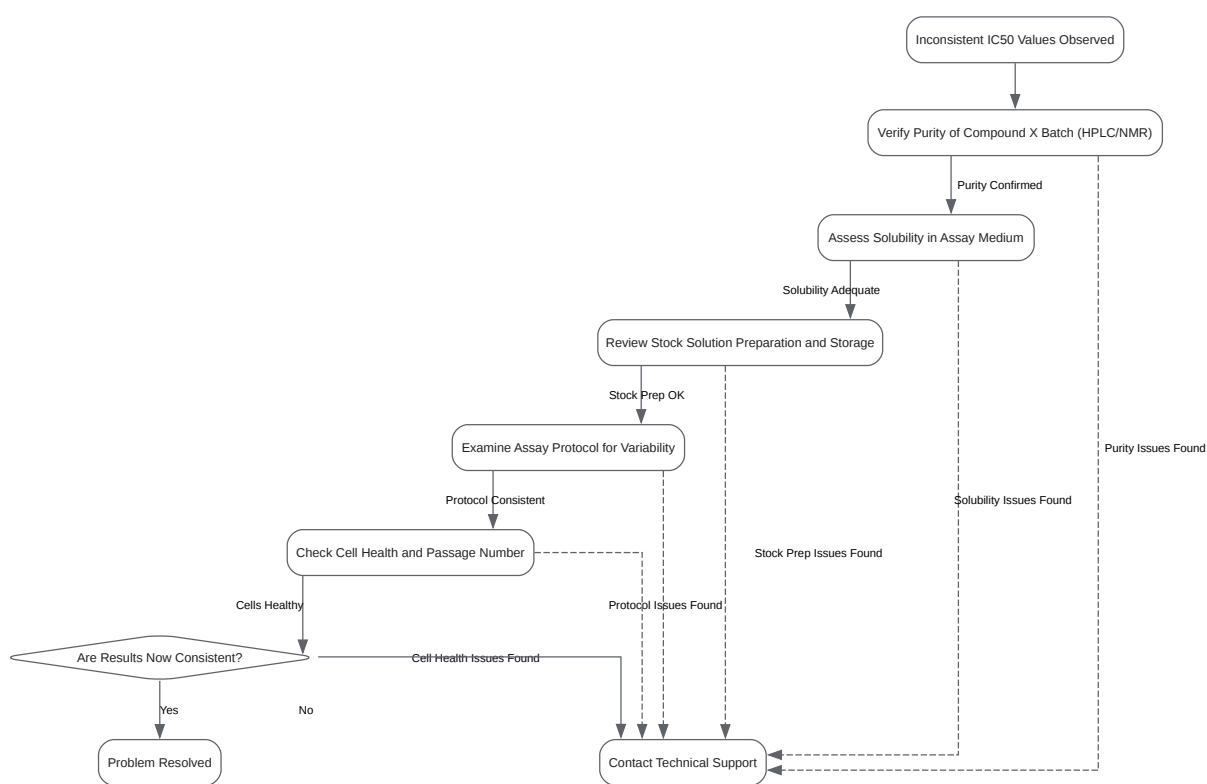 Inconsistent IC50 Values Observed
Verify Purity of Compound X Batch (HPLC/NMR)
Purity Confirmed
Assess Solubility in Assay Medium
Solubility Adequate
Review Stock Solution Preparation and Storage
Stock Prep OK
Examine Assay Protocol for Variability
Purity Issues Found
Protocol Consistent
Solubility Issues Found
Check Cell Health and Passage Number
Stock Prep Issues Found
Cells Healthy
Protocol Issues Found
Are Results Now Consistent?
Cell Health Issues Found
Yes
No
Problem Resolved
Contact Technical Support